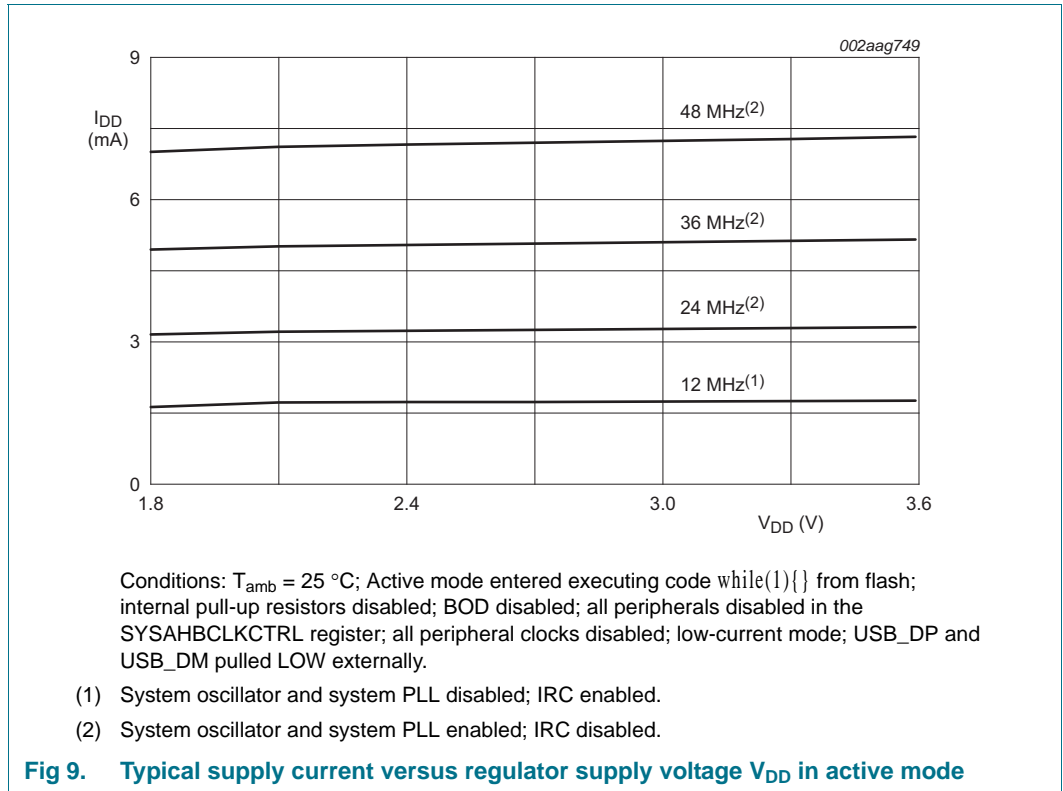 002aag749
9
IDD
(mA)
48 MHz(2)
6
36 MHz(2)
24 MHz(2)
3
12 MHz(1)
0
1.8 2.4 3.0 3.6
VDD (V)
Conditions: Tamb = 25 °C; Active mode entered executing code while(1){} from flash;
internal pull-up resistors disabled; BOD disabled; all peripherals disabled in the
SYSAHBCLKCTRL register; all peripheral clocks disabled; low-current mode; USB_DP and
USB_DM pulled LOW externally.
(1) System oscillator and system PLL disabled; IRC enabled.
(2) System oscillator and system PLL enabled; IRC disabled.
Fig 9. Typical supply current versus regulator supply voltage VDD in active mode